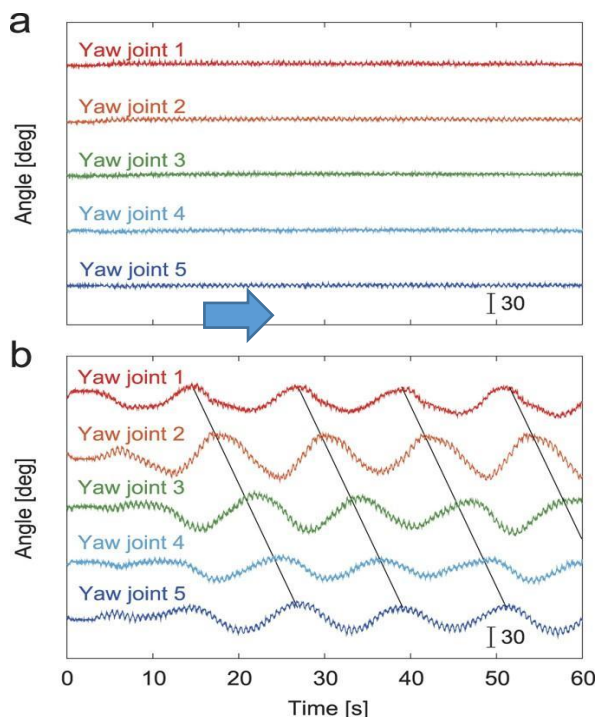 a
Angle [deg]
Yaw joint 1
Yaw joint 2
Yaw joint 3
Yaw joint 4
Yaw joint 5
30
b
Angle [deg]
Yaw joint 1
Yaw joint 2
Yaw joint 3
Yaw joint 4
Yaw joint 5
30
0 10 20 30 40 50 60
Time [s]